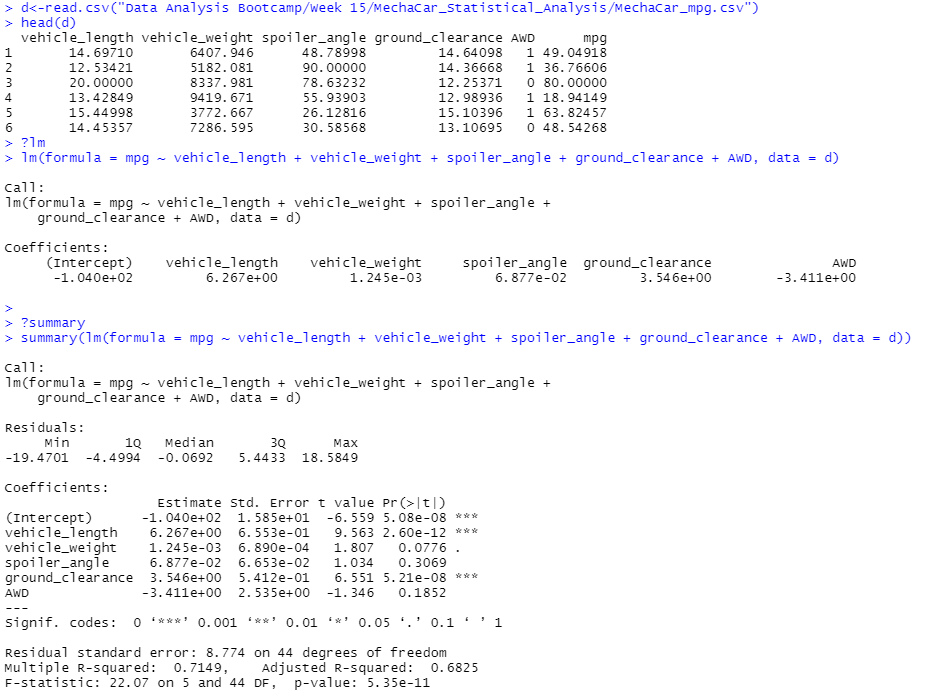 > d<-read.csv("Data Analysis Bootcamp/Week 15/MechaCar_Statistical_Analysis/MechaCar_mpg.csv")
> head(d)
  vehicle_length vehicle_weight spoiler_angle ground_clearance AWD      mpg
1       14.69710       6407.946      48.78998         14.64098   1 49.04918
2       12.53421       5182.081      90.00000         14.36668   1 36.76606
3       20.00000       8337.981      78.63232         12.25371   0 80.00000
4       13.42849       9419.671      55.93903         12.98936   1 18.94149
5       15.44998       3772.667      26.12816         15.10396   1 63.82457
6       14.45357       7286.595      30.58568         13.10695   0 48.54268
> ?lm
> lm(formula = mpg ~ vehicle_length + vehicle_weight + spoiler_angle + ground_clearance + AWD, data = d)
Call:
lm(formula = mpg ~ vehicle_length + vehicle_weight + spoiler_angle +
    ground_clearance + AWD, data = d)
Coefficients:
     (Intercept)    vehicle_length    vehicle_weight     spoiler_angle  ground_clearance               AWD
      -1.040e+02         6.267e+00         1.245e-03         6.877e-02         3.546e+00        -3.411e+00
>
> ?summary
> summary(lm(formula = mpg ~ vehicle_length + vehicle_weight + spoiler_angle + ground_clearance + AWD, data = d))
Call:
lm(formula = mpg ~ vehicle_length + vehicle_weight + spoiler_angle +
    ground_clearance + AWD, data = d)
Residuals:
     Min       1Q   Median       3Q      Max
-19.4701  -4.4994  -0.0692   5.4433  18.5849
Coefficients:
                   Estimate Std. Error t value Pr(>|t|)
(Intercept)      -1.040e+02  1.585e+01  -6.559 5.08e-08 ***
vehicle_length    6.267e+00  6.553e-01   9.563 2.60e-12 ***
vehicle_weight    1.245e-03  6.890e-04   1.807   0.0776 .
spoiler_angle     6.877e-02  6.653e-02   1.034   0.3069
ground_clearance  3.546e+00  5.412e-01   6.551 5.21e-08 ***
AWD              -3.411e+00  2.535e+00  -1.346   0.1852
---
Signif. codes:  0 ‘***’ 0.001 ‘**’ 0.01 ‘*’ 0.05 ‘.’ 0.1 ‘ ’ 1
Residual standard error: 8.774 on 44 degrees of freedom
Multiple R-squared:  0.7149,    Adjusted R-squared:  0.6825
F-statistic: 22.07 on 5 and 44 DF,  p-value: 5.35e-11